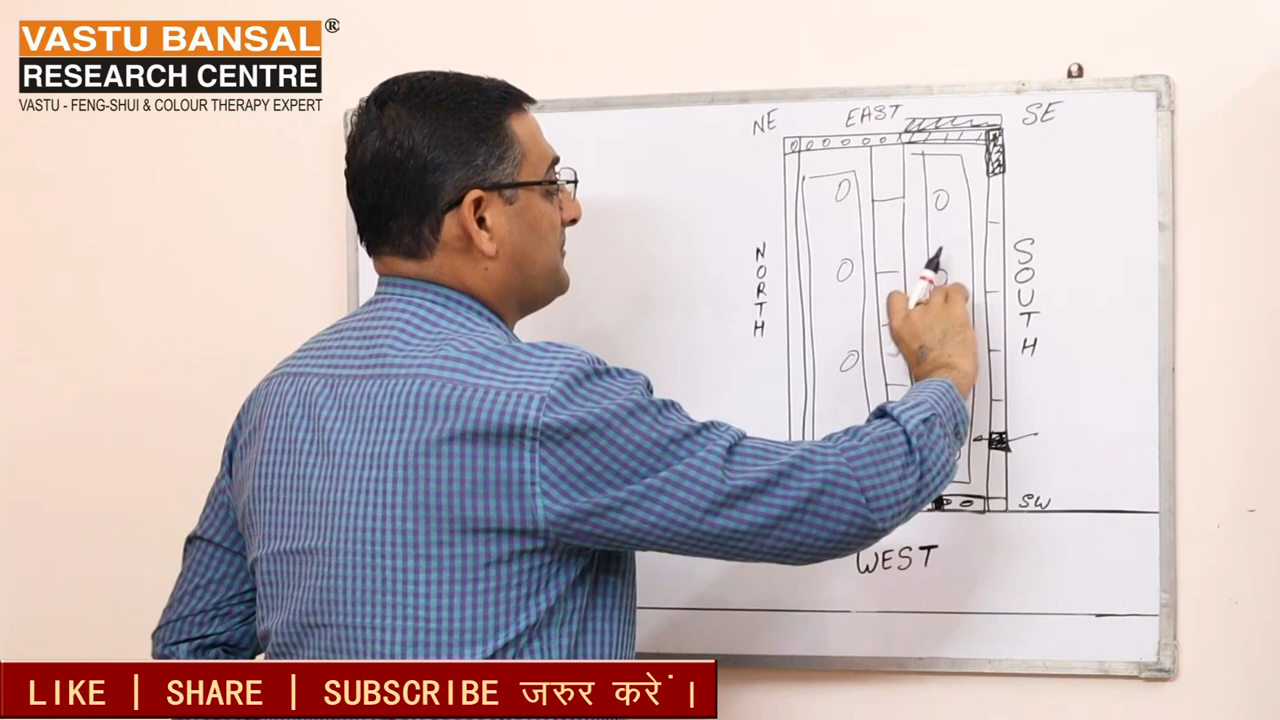 VASTU BANSAL®
RESEARCH CENTRE
VASTU - FENG-SHUI & COLOUR THERAPY EXPERT
NE EAST SE
NORTH
SOUTH
SW
WEST
LIKE | SHARE | SUBSCRIBE जरुर करें |